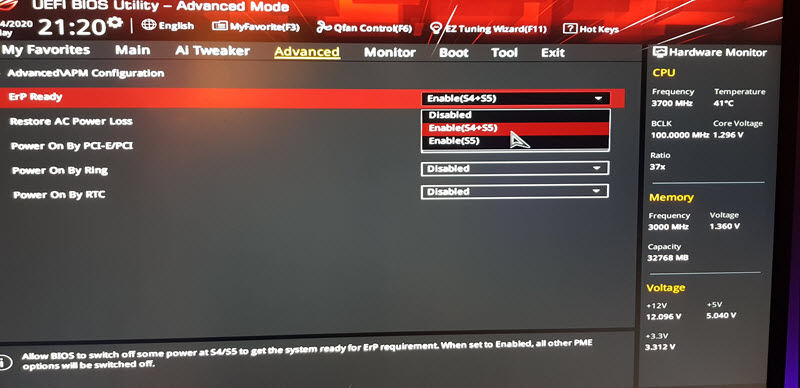 UEFI BIOS Utility – Advanced Mode
4/2020
21:20
English
MyFavorite(F3)
Qfan Control(F6)
EZ Tuning Wizard(F11)
Hot Keys
My Favorites Main Ai Tweaker Advanced Monitor Boot Tool Exit
Advanced\APM Configuration
ErP Ready
Enable(S4+S5)
Disabled
Enable(S4+S5)
Enable(S5)
Restore AC Power Loss
Power On By PCI-E/PCI
Power On By Ring
Disabled
Power On By RTC
Disabled
Allow BIOS to switch off some power at S4/S5 to get the system ready for ErP requirement. When set to Enabled, all other PME
options will be switched off.
Hardware Monitor
CPU
Frequency Temperature
3700 MHz 41°C
BCLK Core Voltage
100.0000 MHz 1.296 V
Ratio
37x
Memory
Frequency Voltage
3000 MHz 1.360 V
Capacity
32768 MB
Voltage
+12V +5V
12.096 V 5.040 V
+3.3V
3.312 V